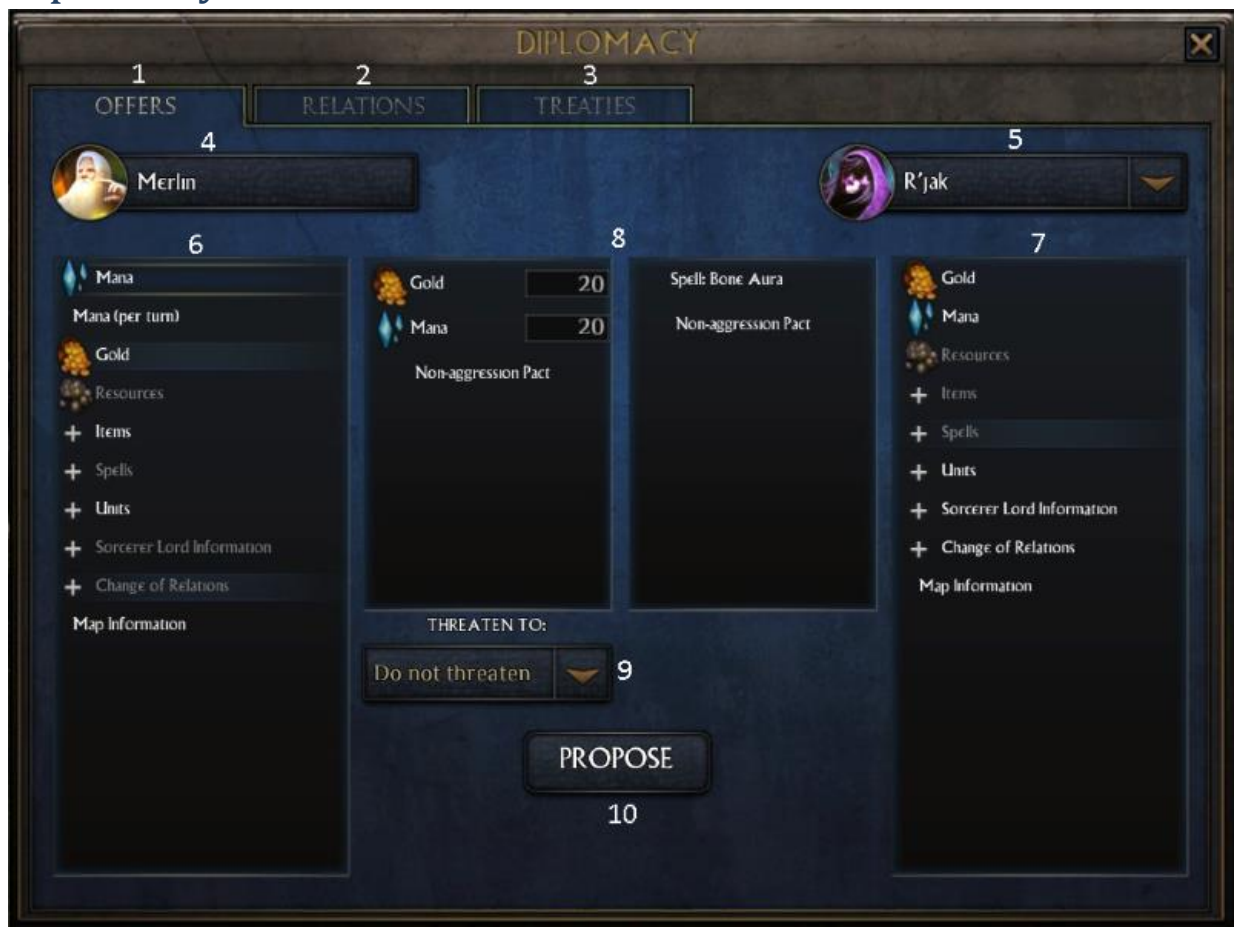 DIPLOMACY
1
2
3
OFFERS
RELATIONS
TREATIES
4
5
Merlin
R'jak
6
8
7
Mana
Mana (per turn)
Gold
Resources
+ Items
+ Spells
+ Units
+ Sorcerer Lord Information
+ Change of Relations
Map Information
Gold 20
Mana 20
Non-aggression Pact
Spell: Bone Aura
Non-aggression Pact
Gold
Mana
Resources
+ Items
+ Spells
+ Units
+ Sorcerer Lord Information
+ Change of Relations
Map Information
THREATEN TO:
Do not threaten
9
PROPOSE
10